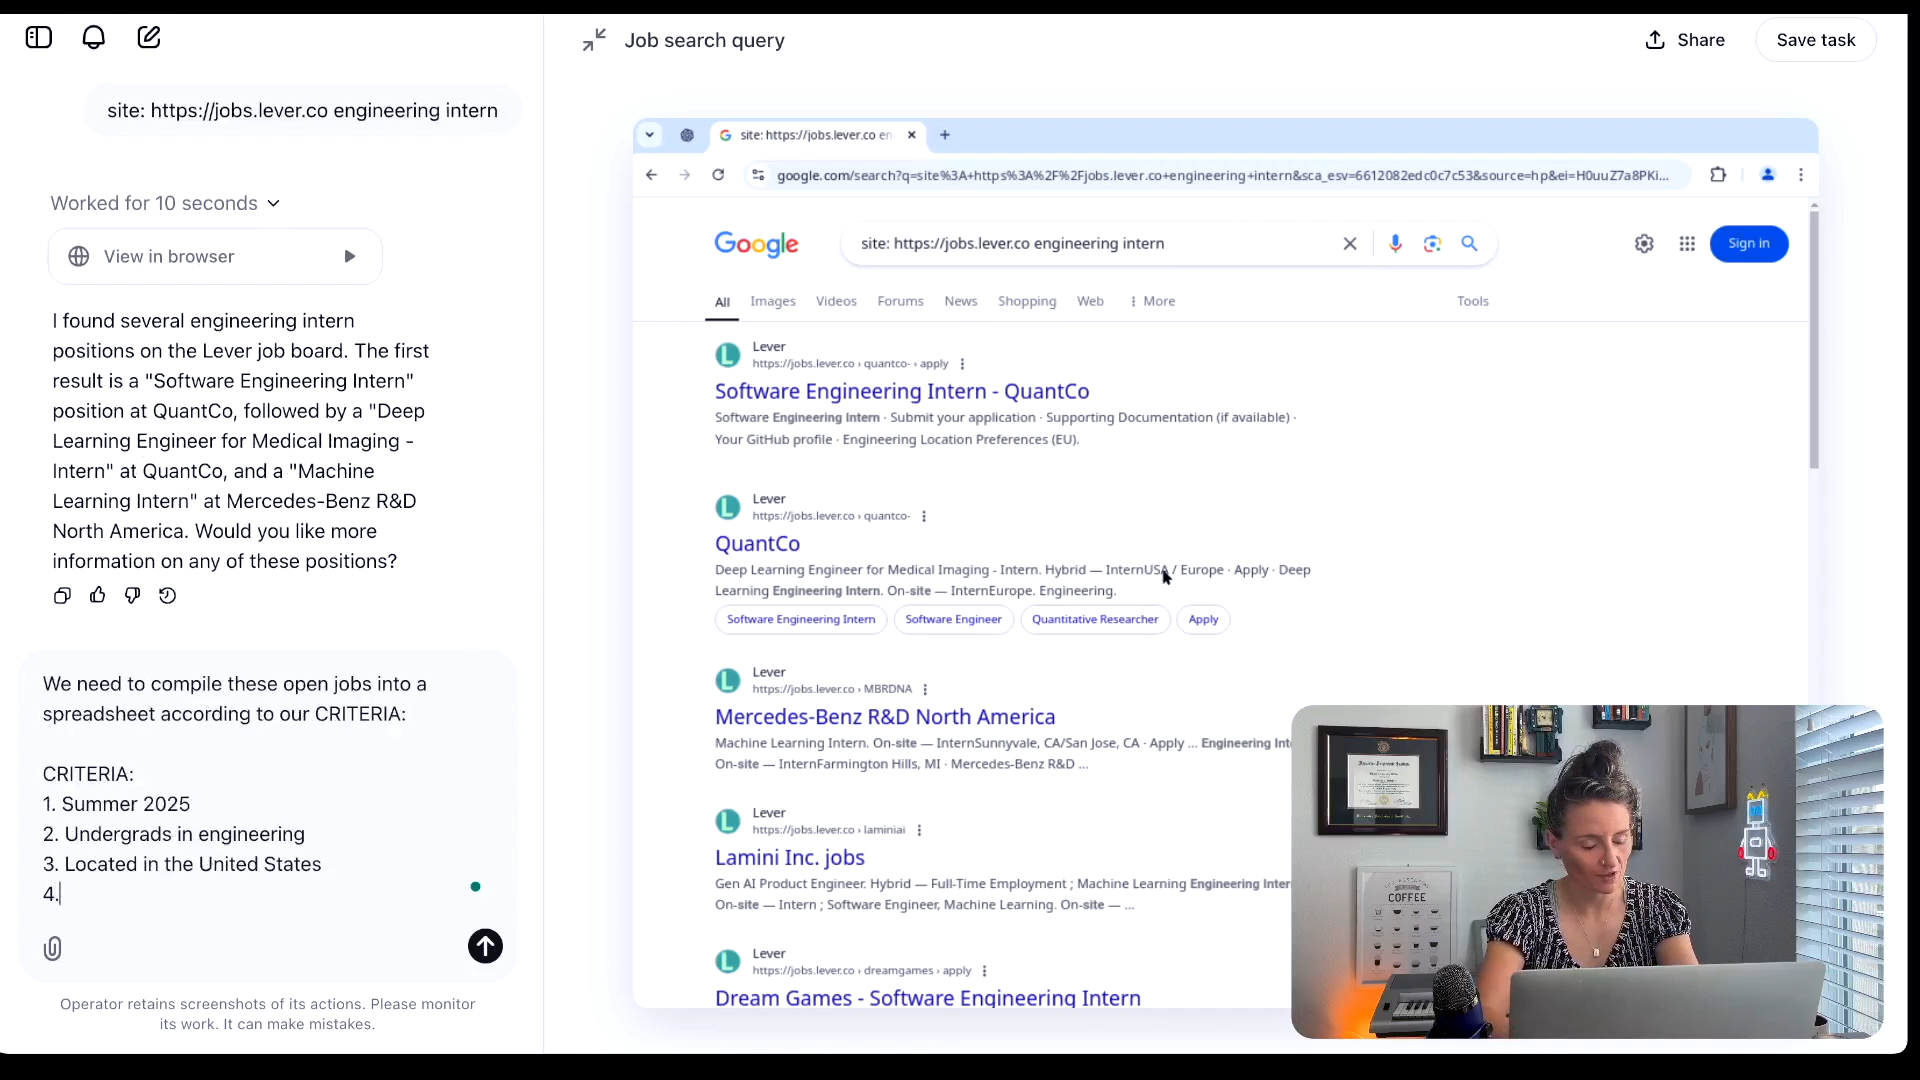 Job search query
Share
Save task
site: https://jobs.lever.co engineering intern
Worked for 10 seconds
View in browser
I found several engineering intern
positions on the Lever job board. The first
result is a "Software Engineering Intern"
position at QuantCo, followed by a "Deep
Learning Engineer for Medical Imaging -
Intern" at QuantCo, and a "Machine
Learning Intern" at Mercedes-Benz R&D
North America. Would you like more
information on any of these positions?
We need to compile these open jobs into a
spreadsheet according to our CRITERIA:
CRITERIA:
1. Summer 2025
2. Undergrads in engineering
3. Located in the United States
4.
Operator retains screenshots of its actions. Please monitor
its work. It can make mistakes.
site: https://jobs.lever.co en
google.com/search?q=site%3A+https%3A%2F%2Fjobs.lever.co+engineering+intern&sca_esv=6612082edc0c7c53&source=hp&ei=H0uuZ7a8PKi...
Google
site: https://jobs.lever.co engineering intern
Sign in
All Images Videos Forums News Shopping Web More Tools
Lever
https://jobs.lever.co › quantco- › apply
Software Engineering Intern - QuantCo
Software Engineering Intern · Submit your application · Supporting Documentation (if available) ·
Your GitHub profile · Engineering Location Preferences (EU).
Lever
https://jobs.lever.co › quantco-
QuantCo
Deep Learning Engineer for Medical Imaging - Intern. Hybrid — InternUSA / Europe · Apply · Deep
Learning Engineering Intern. On-site — InternEurope. Engineering.
Software Engineering Intern Software Engineer Quantitative Researcher Apply
Lever
https://jobs.lever.co › MBRDNA
Mercedes-Benz R&D North America
Machine Learning Intern. On-site — InternSunnyvale, CA/San Jose, CA · Apply ... Engineering Int
On-site — InternFarmington Hills, MI · Mercedes-Benz R&D ...
Lever
https://jobs.lever.co › laminiai
Lamini Inc. jobs
Gen AI Product Engineer. Hybrid — Full-Time Employment ; Machine Learning Engineering Inter
On-site — Intern ; Software Engineer, Machine Learning. On-site — ...
Lever
https://jobs.lever.co › dreamgames › apply
Dream Games - Software Engineering Intern
COFFEE